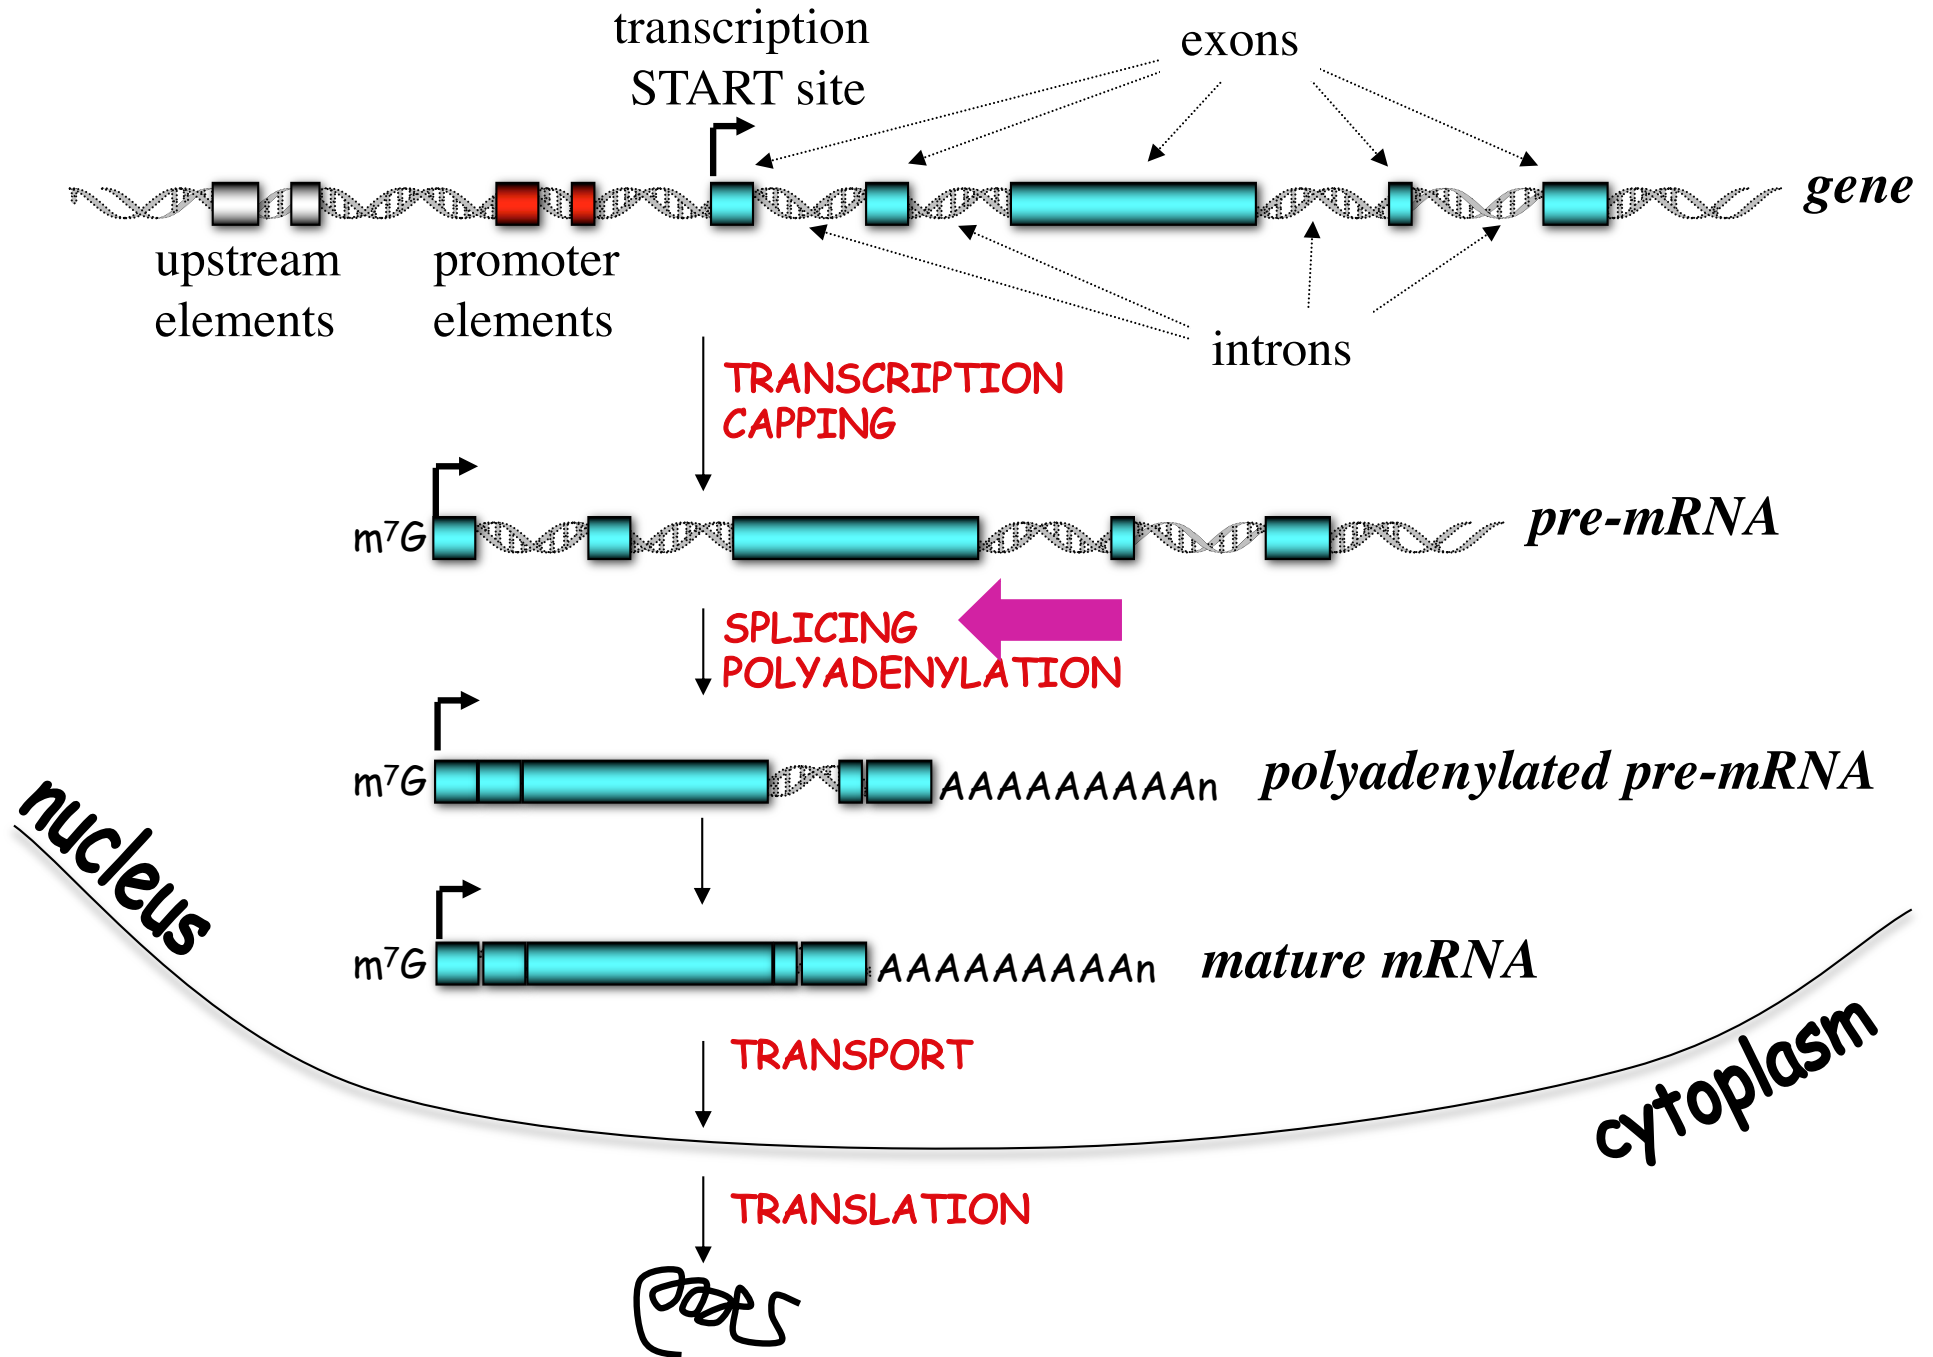 transcription
START site
exons
gene
upstream
elements
promoter
elements
introns
TRANSCRIPTION
CAPPING
m⁷G
pre-mRNA
SPLICING
POLYADENYLATION
m⁷G
AAAAAAAAAn
polyadenylated pre-mRNA
nucleus
m⁷G
AAAAAAAAAn
mature mRNA
TRANSPORT
cytoplasm
TRANSLATION